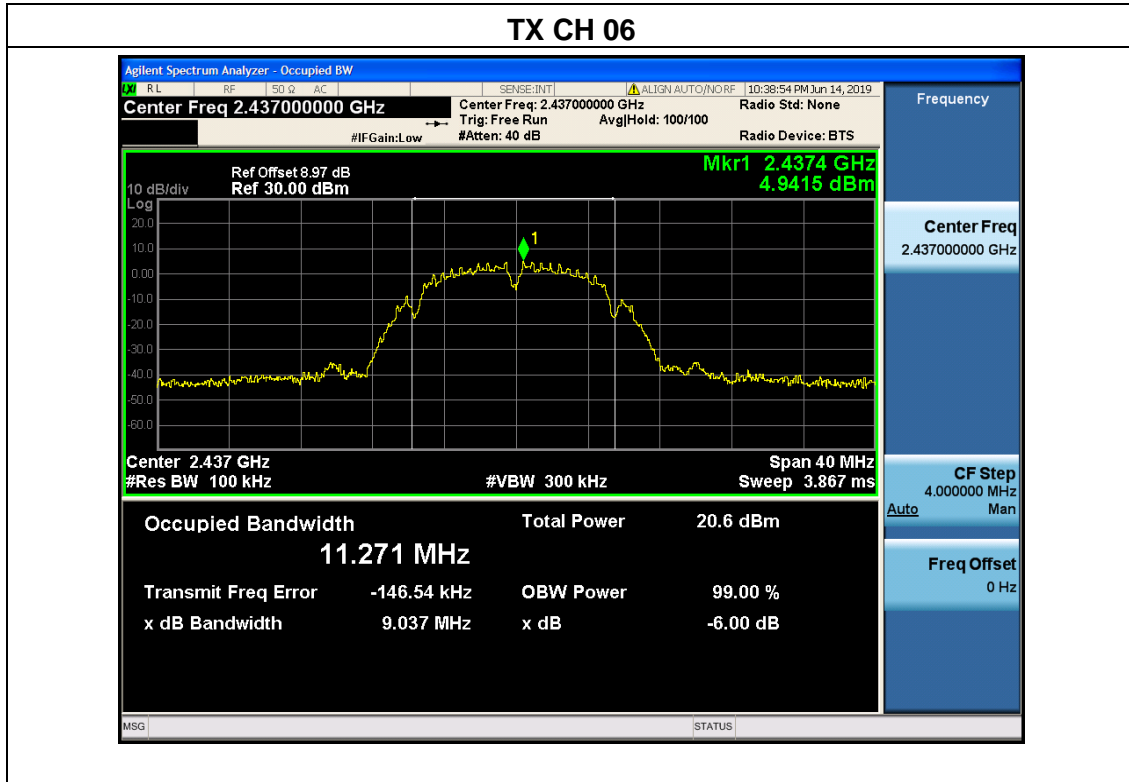 TX CH 06
Agilent Spectrum Analyzer - Occupied BW
LXI RL RF 50 Ω AC SENSE:INT ALIGN AUTO/NO RF 10:38:54 PM Jun 14, 2019
Center Freq 2.437000000 GHz
Center Freq: 2.437000000 GHz
Radio Std: None
Trig: Free Run
Avg|Hold: 100/100
#IFGain:Low
#Atten: 40 dB
Radio Device: BTS
Frequency
Ref Offset 8.97 dB
Mkr1 2.4374 GHz
10 dB/div
Ref 30.00 dBm
4.9415 dBm
Log
20.0
10.0
0.00
-10.0
-20.0
-30.0
-40.0
-50.0
-60.0
1
Center 2.437 GHz
Span 40 MHz
#Res BW 100 kHz
#VBW 300 kHz
Sweep 3.867 ms
Occupied Bandwidth
11.271 MHz
Total Power 20.6 dBm
Transmit Freq Error -146.54 kHz
OBW Power 99.00 %
x dB Bandwidth 9.037 MHz
x dB -6.00 dB
Center Freq
2.437000000 GHz
CF Step
4.000000 MHz
Auto Man
Freq Offset
0 Hz
MSG
STATUS